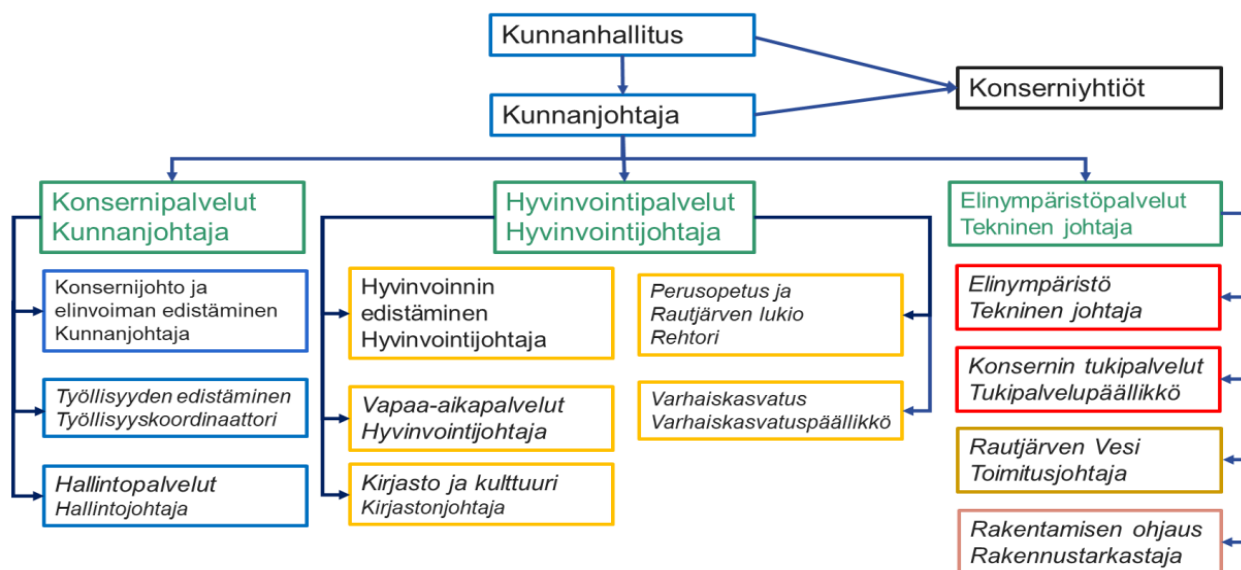 Kunnanhallitus
Kunnanjohtaja
Konserniyhtiöt
Konsernipalvelut
Kunnanjohtaja
Konsernijohto ja
elinvoiman edistäminen
Kunnanjohtaja
Työllisyyden edistäminen
Työllisyyskoordinaattori
Hallintopalvelut
Hallintojohtaja
Hyvinvointipalvelut
Hyvinvointijohtaja
Hyvinvoinnin
edistäminen
Hyvinvointijohtaja
Vapaa-aikapalvelut
Hyvinvointijohtaja
Kirjasto ja kulttuuri
Kirjastonjohtaja
Perusopetus ja
Rautjärven lukio
Rehtori
Varhaiskasvatus
Varhaiskasvatuspäällikkö
Elinympäristöpalvelut
Tekninen johtaja
Elinympäristö
Tekninen johtaja
Konsernin tukipalvelut
Tukipalvelupäällikkö
Rautjärven Vesi
Toimitusjohtaja
Rakentamisen ohjaus
Rakennustarkastaja